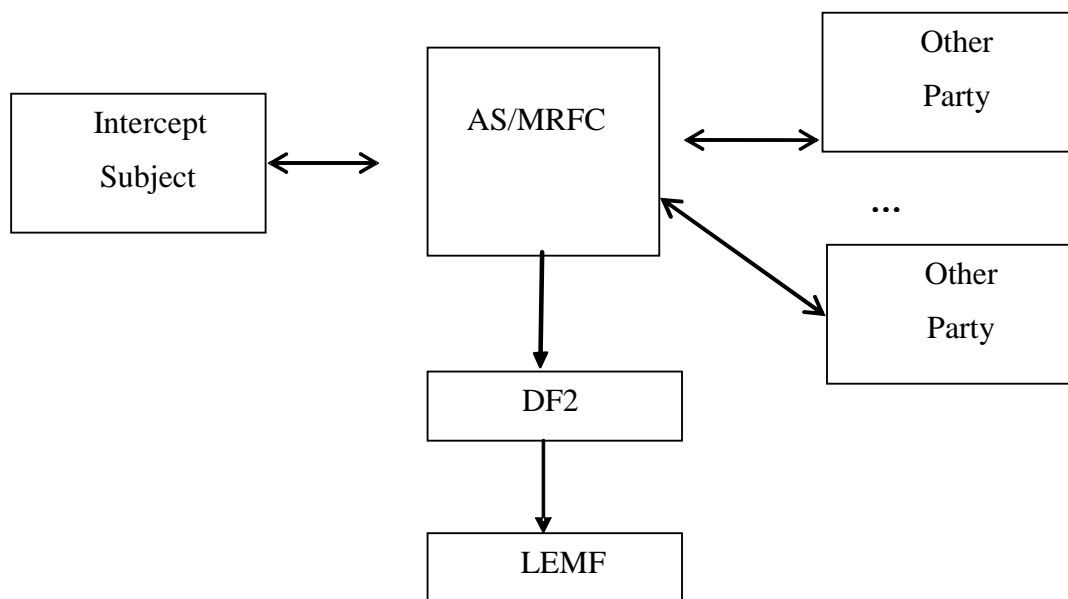 Other
Party
Intercept
Subject
AS/MRFC
...
Other
Party
DF2
LEMF